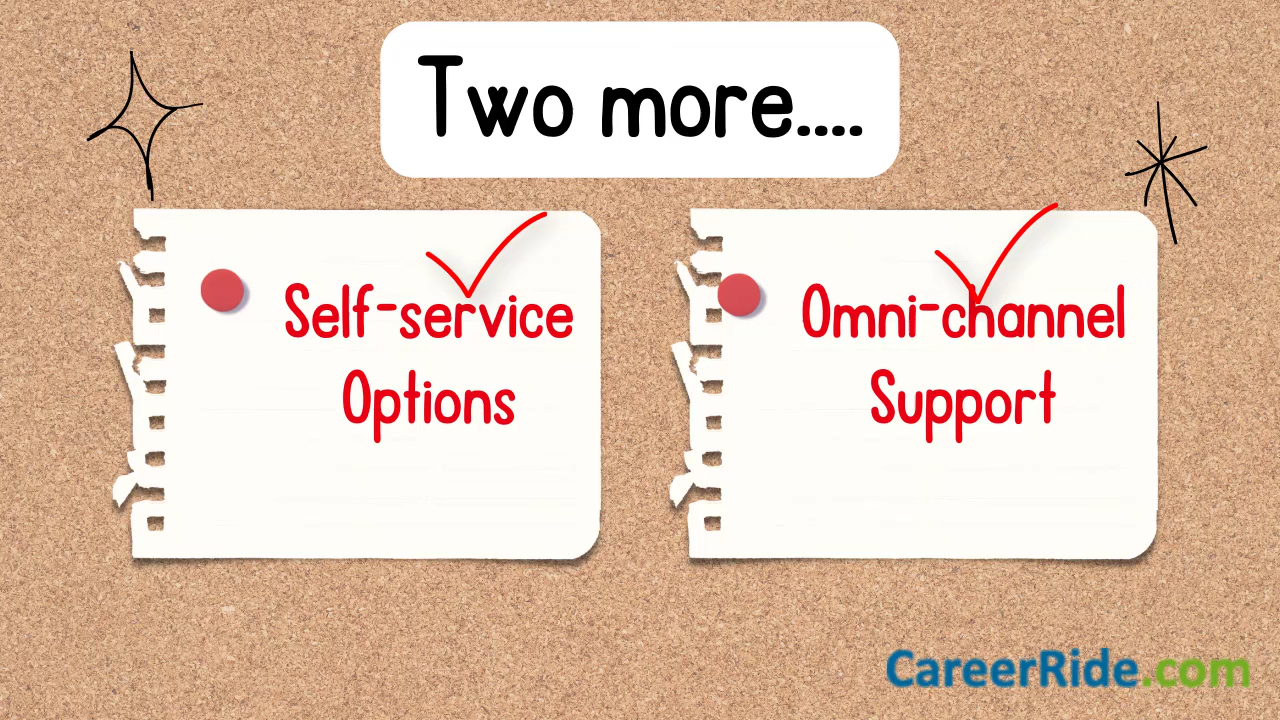 Two more....
Self-service
Options
Omni-channel
Support
CareerRide.com